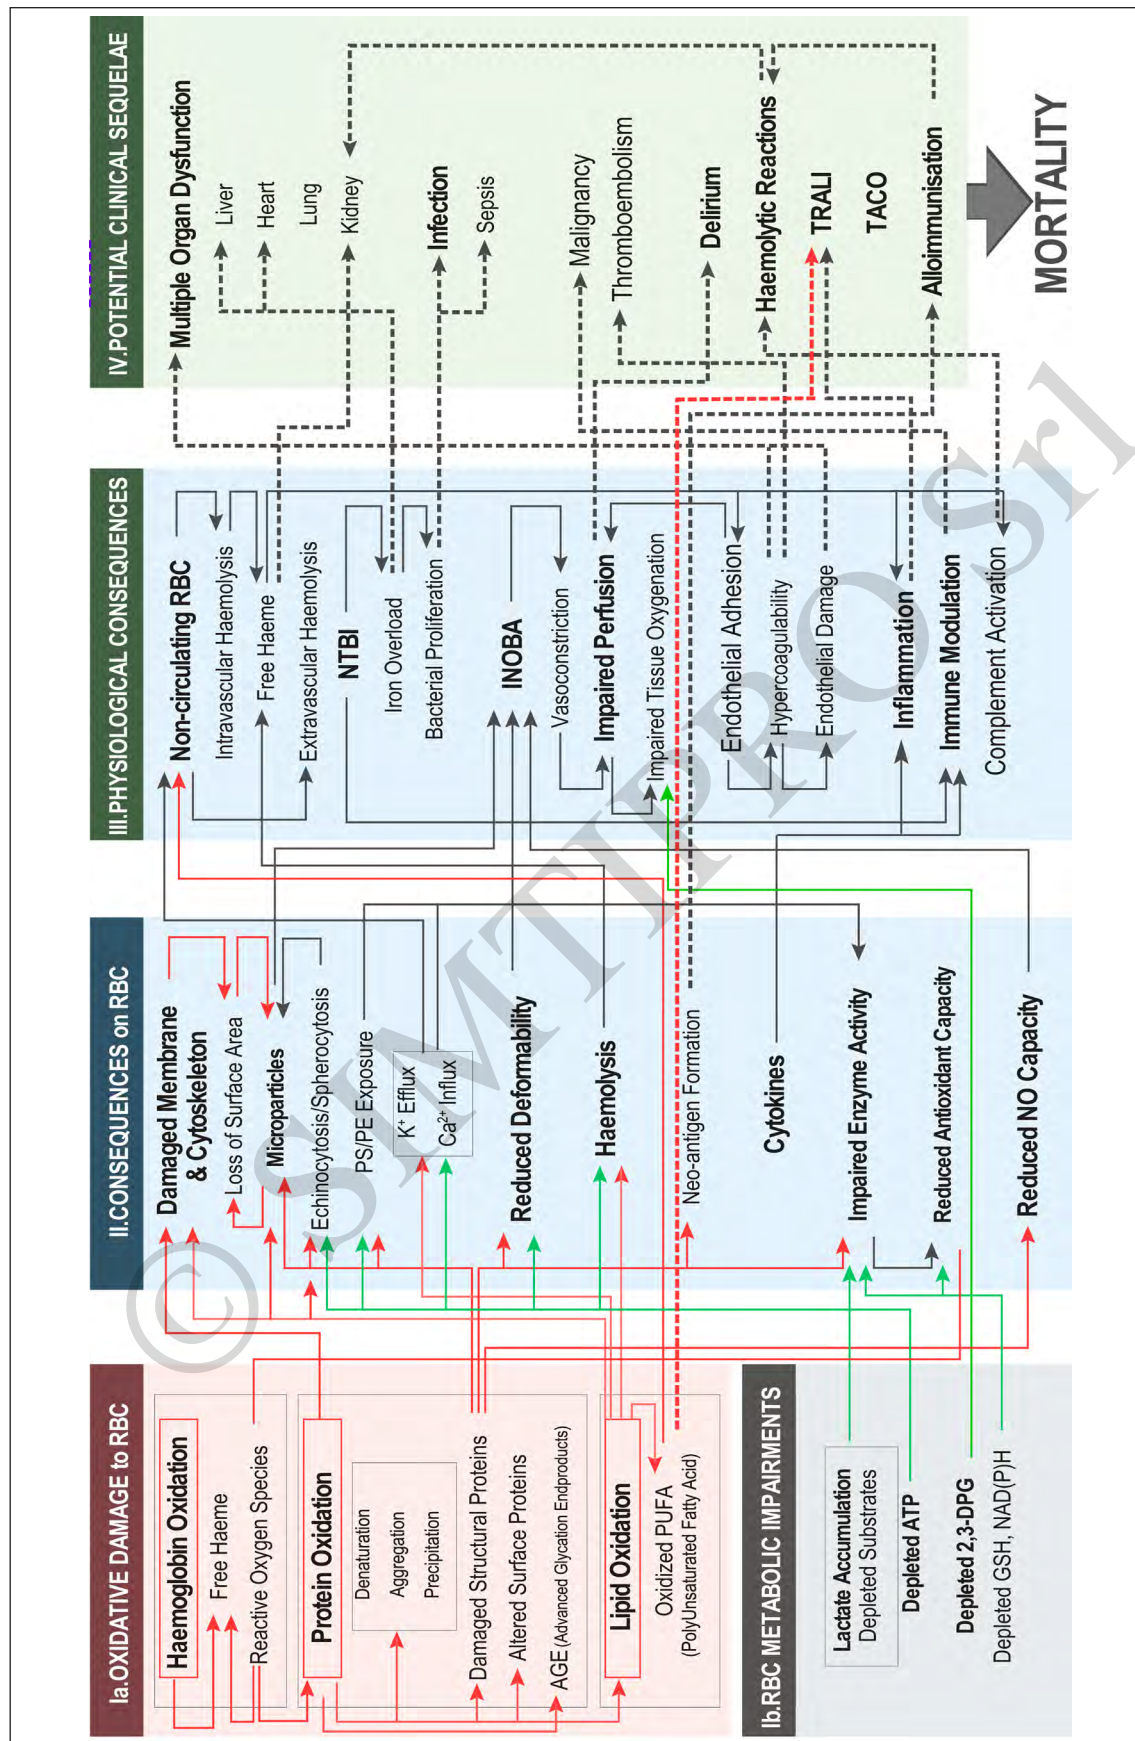 Ia.OXIDATIVE DAMAGE to RBC
Haemoglobin Oxidation
Free Haeme
Reactive Oxygen Species
Protein Oxidation
Denaturation
Aggregation
Precipitation
Damaged Structural Proteins
Altered Surface Proteins
AGE (Advanced Glycation Endproducts)
Lipid Oxidation
Oxidized PUFA
(PolyUnsaturated Fatty Acid)
Ib.RBC METABOLIC IMPAIRMENTS
Lactate Accumulation
Depleted Substrates
Depleted ATP
Depleted 2,3-DPG
Depleted GSH, NAD(P)H
II.CONSEQUENCES on RBC
Damaged Membrane
& Cytoskeleton
Loss of Surface Area
Microparticles
Echinocytosis/Spherocytosis
PS/PE Exposure
K+ Efflux
Ca2+ Influx
Reduced Deformability
Haemolysis
Neo-antigen Formation
Cytokines
Impaired Enzyme Activity
Reduced Antioxidant Capacity
Reduced NO Capacity
III.PHYSIOLOGICAL CONSEQUENCES
Non-circulating RBC
Intravascular Haemolysis
Free Haeme
Extravascular Haemolysis
NTBI
Iron Overload
Bacterial Proliferation
INOBA
Vasoconstriction
Impaired Perfusion
Impaired Tissue Oxygenation
Endothelial Adhesion
Hypercoagulability
Endothelial Damage
Inflammation
Immune Modulation
Complement Activation
IV.POTENTIAL CLINICAL SEQUELAE
Multiple Organ Dysfunction
Liver
Heart
Lung
Kidney
Infection
Sepsis
Malignancy
Thromboembolism
Delirium
Haemolytic Reactions
TRALI
TACO
Alloimmunisation
MORTALITY
© SIMTIPRO Srl